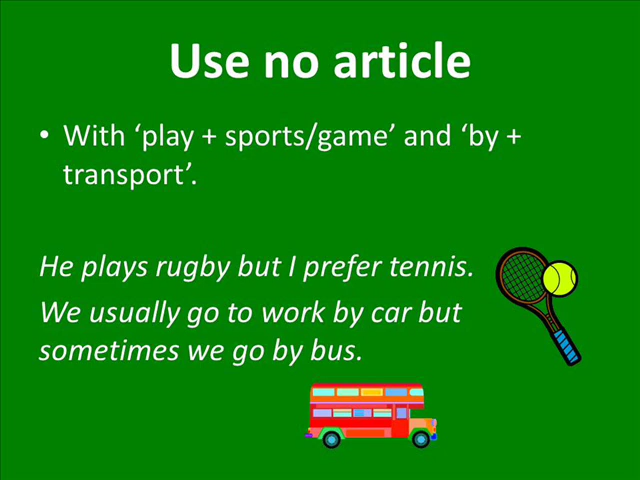 Use no article
• With ‘play + sports/game’ and ‘by +
transport’.
He plays rugby but I prefer tennis.
We usually go to work by car but
sometimes we go by bus.